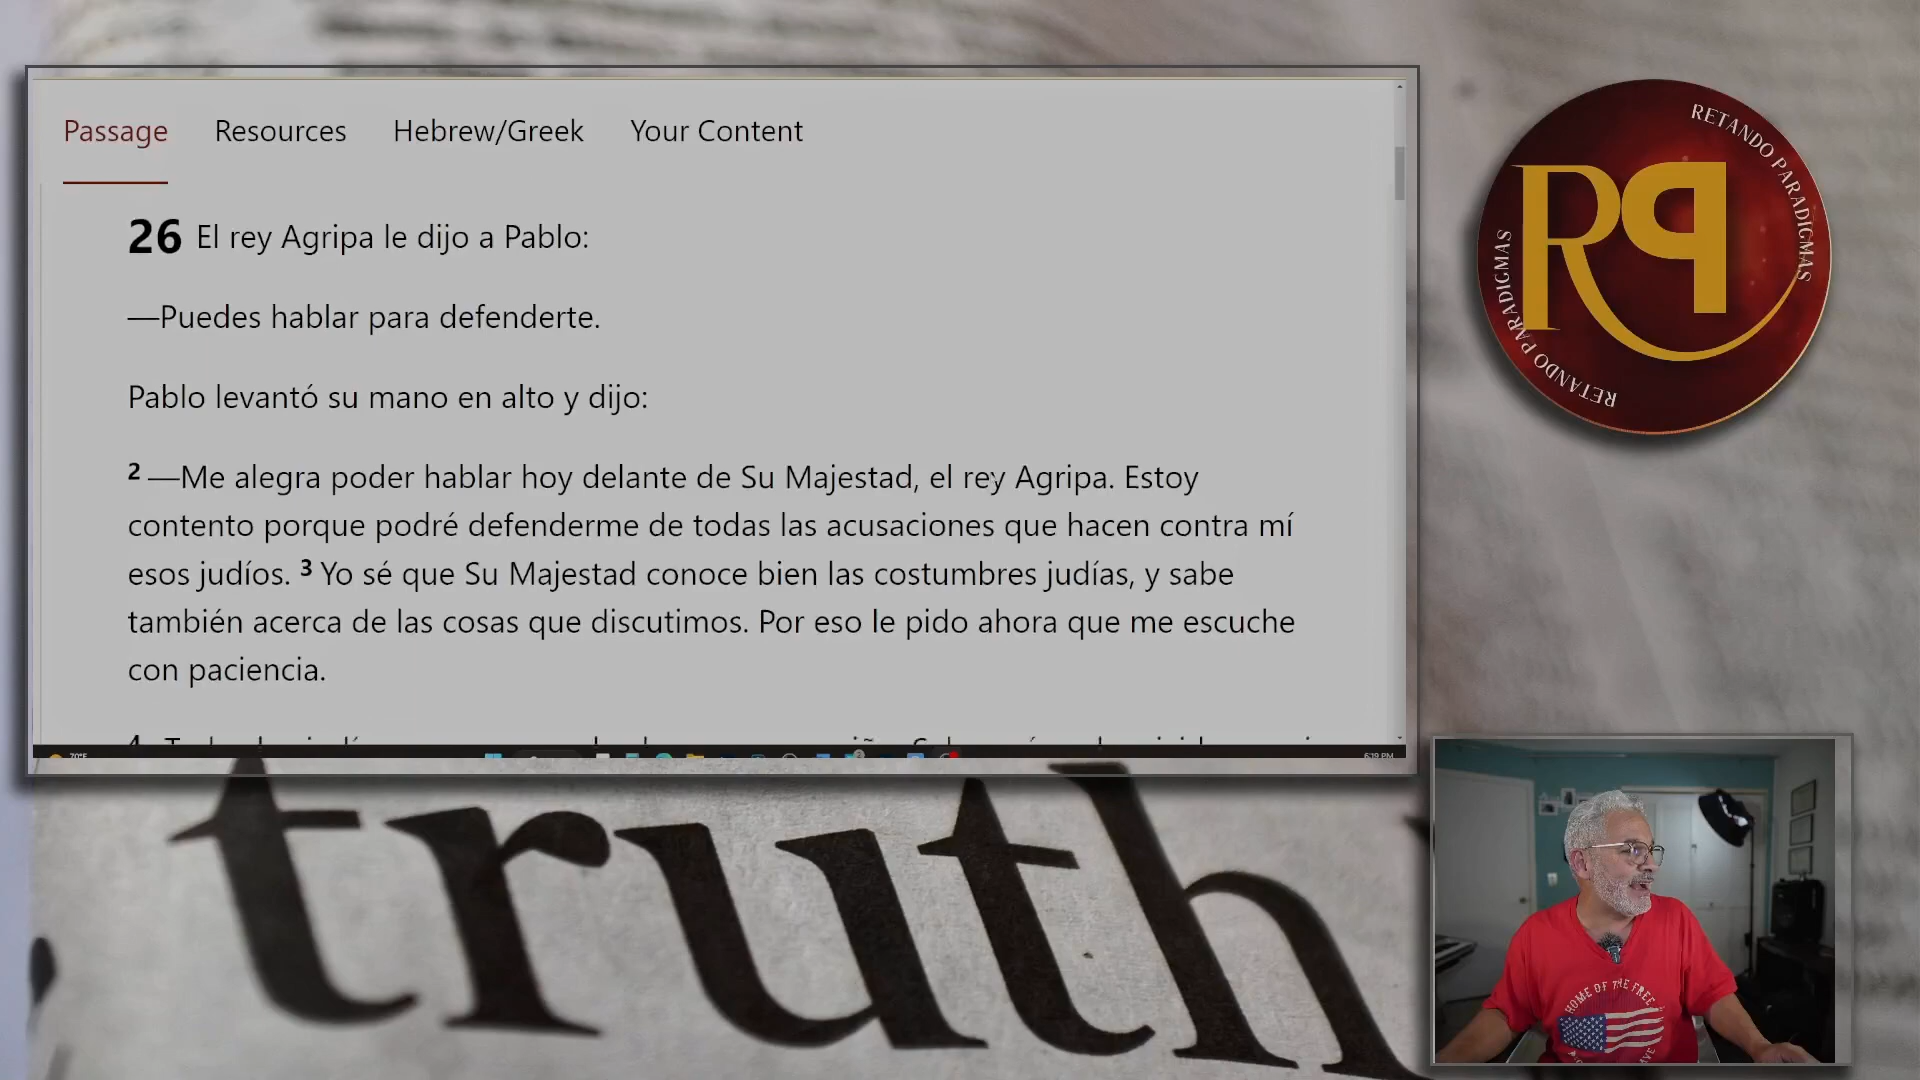 Passage Resources Hebrew/Greek Your Content
26 El rey Agripa le dijo a Pablo:
—Puedes hablar para defenderte.
Pablo levantó su mano en alto y dijo:
2 —Me alegra poder hablar hoy delante de Su Majestad, el rey Agripa. Estoy
contento porque podré defenderme de todas las acusaciones que hacen contra mí
esos judíos. 3 Yo sé que Su Majestad conoce bien las costumbres judías, y sabe
también acerca de las cosas que discutimos. Por eso le pido ahora que me escuche
con paciencia.
RETANDO PARADIGMAS
RP
RETANDO PARADIGMAS
truth
HOME OF THE FREE